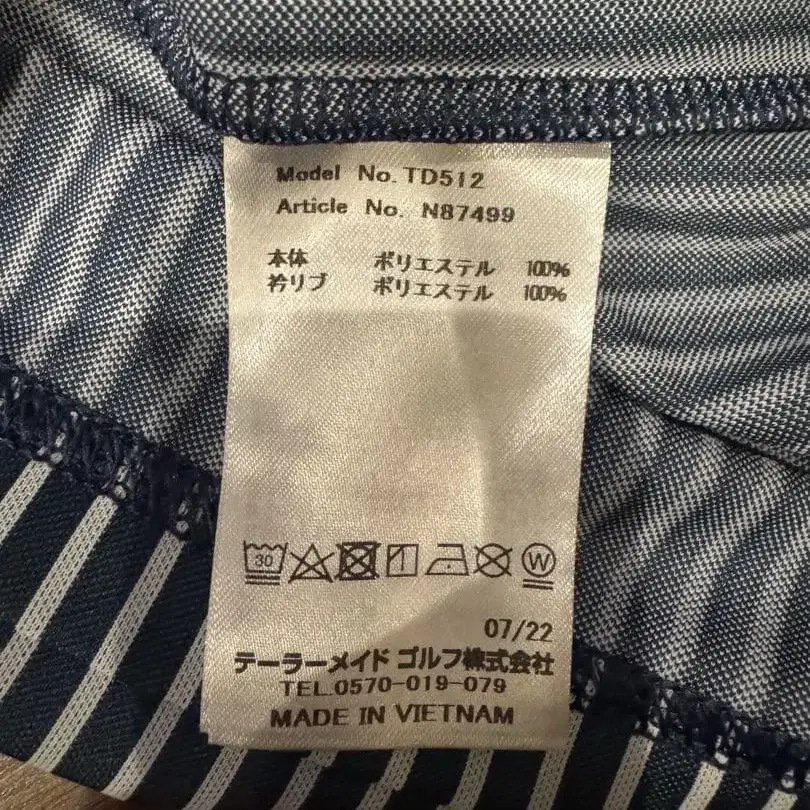 Model No. TD512
Article No. N87499
本体 ポリエステル 100%
衿リブ ポリエステル 100%
30
W
07/22
テーラーメイド ゴルフ株式会社
TEL.0570-019-079
MADE IN VIETNAM